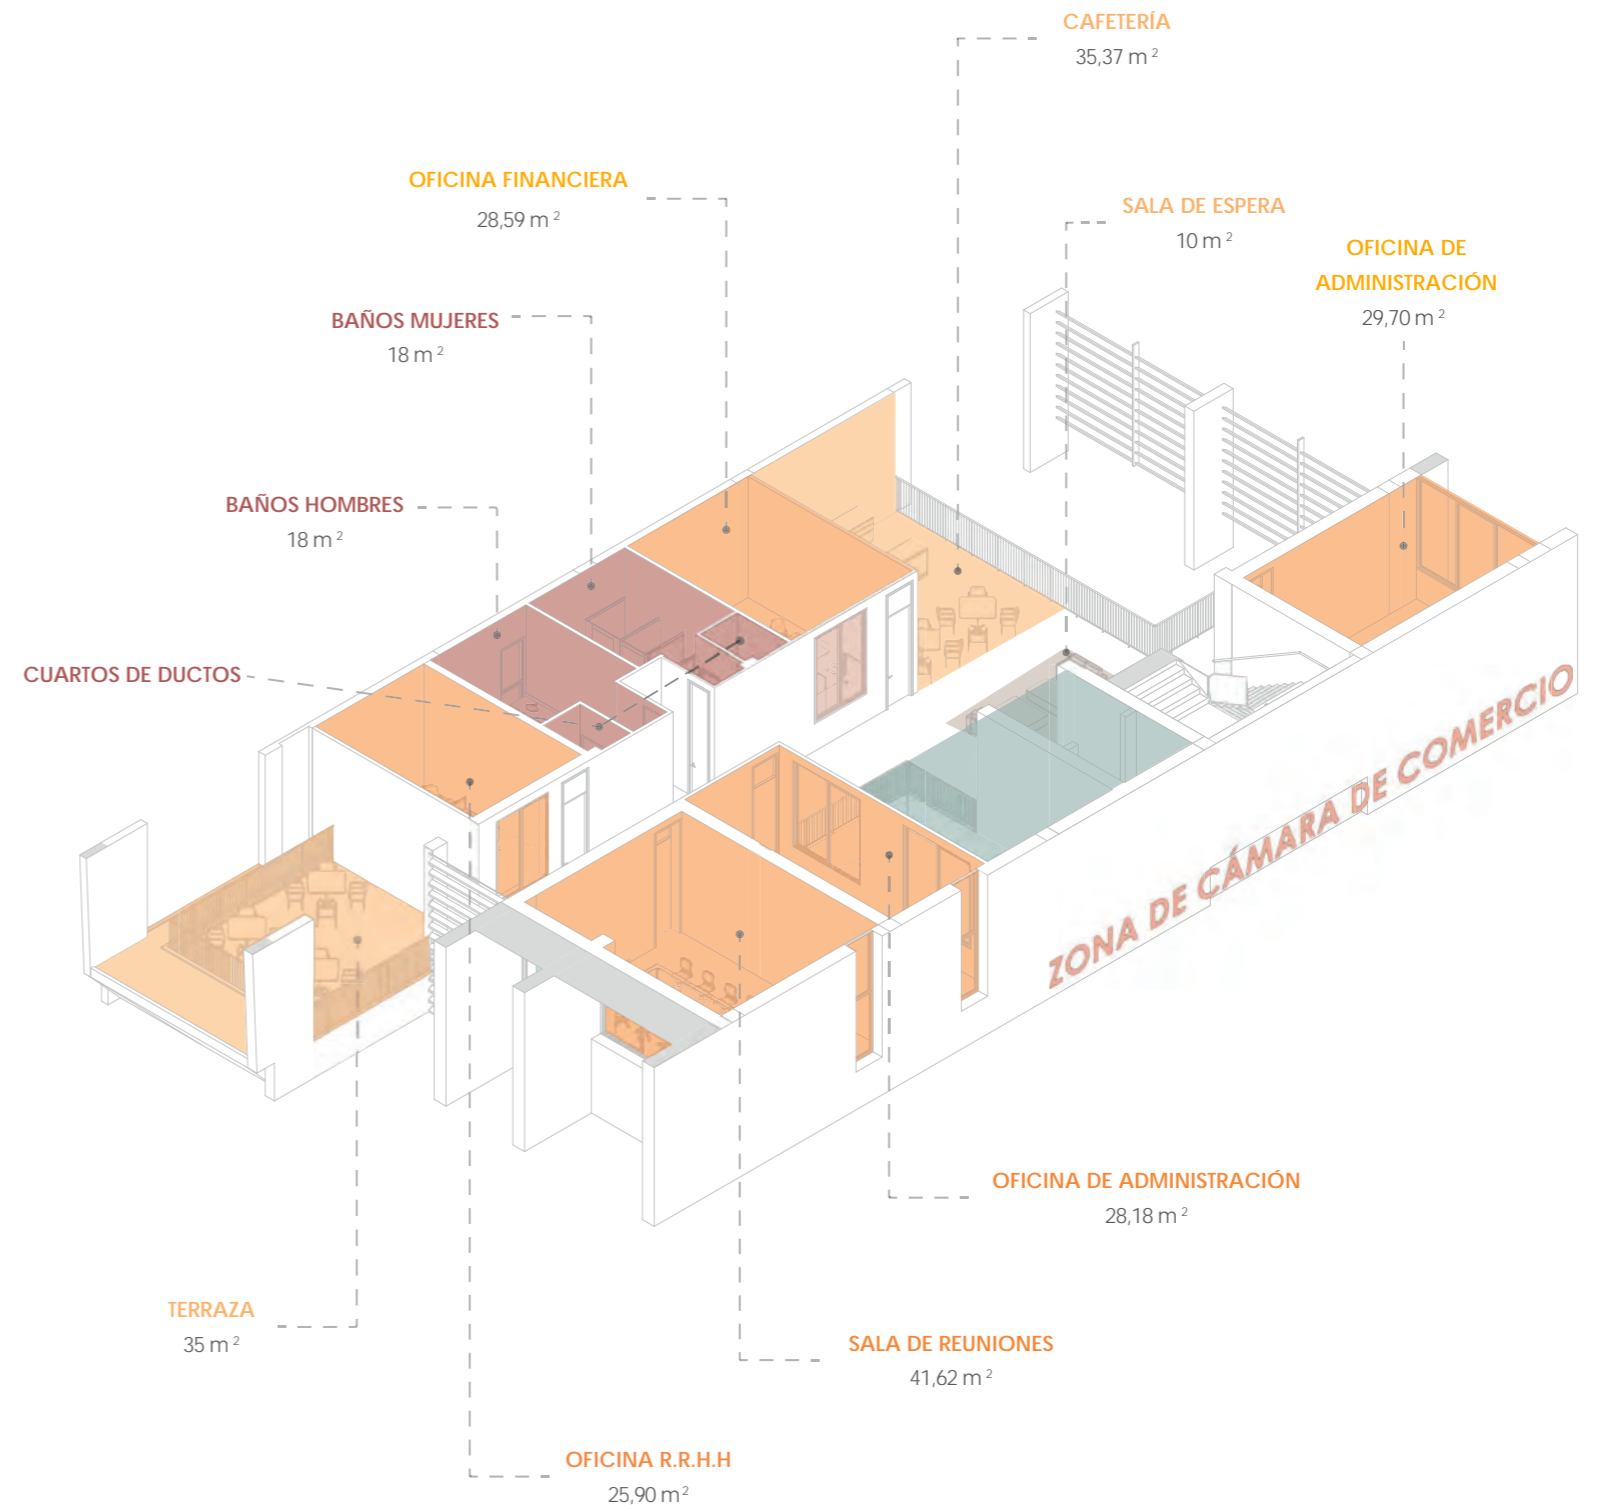 CAFETERÍA
35,37 m²
OFICINA FINANCIERA
28,59 m²
SALA DE ESPERA
10 m²
OFICINA DE
ADMINISTRACIÓN
29,70 m²
BAÑOS MUJERES
18 m²
BAÑOS HOMBRES
18 m²
CUARTOS DE DUCTOS
ZONA DE CÁMARA DE COMERCIO
OFICINA DE ADMINISTRACIÓN
28,18 m²
TERRAZA
35 m²
SALA DE REUNIONES
41,62 m²
OFICINA R.R.H.H
25,90 m²